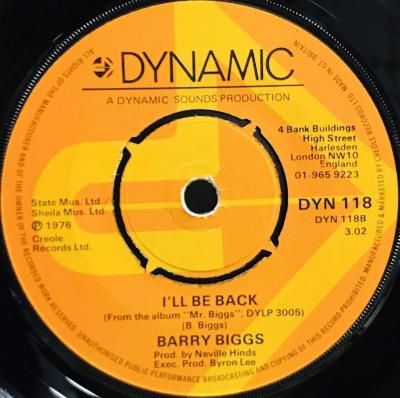 DYNAMIC
A DYNAMIC SOUNDS PRODUCTION
4 Bank Buildings
High Street
Harlesden
London NW10
England
01-965 9223
State Mus. Ltd./
Sheila Mus. Ltd.
Ⓟ 1976
Creole
Records Ltd.
DYN 118
DYN 118B
3.02
I'LL BE BACK
(From the album "Mr. Biggs", DYLP 3005)
(B. Biggs)
BARRY BIGGS
Prod. by Neville Hinds
Exec. Prod. Byron Lee
ALL RIGHTS OF THE MANUFACTURER AND OF THE OWNER OF THE RECORDED WORK RESERVED. UNAUTHORISED PUBLIC PERFORMANCE BROADCASTING AND COPYING OF THIS RECORD PROHIBITED. MANUFACTURED & MARKETED BY CREOLE RECORDS LTD. MADE IN GT. BRITAIN